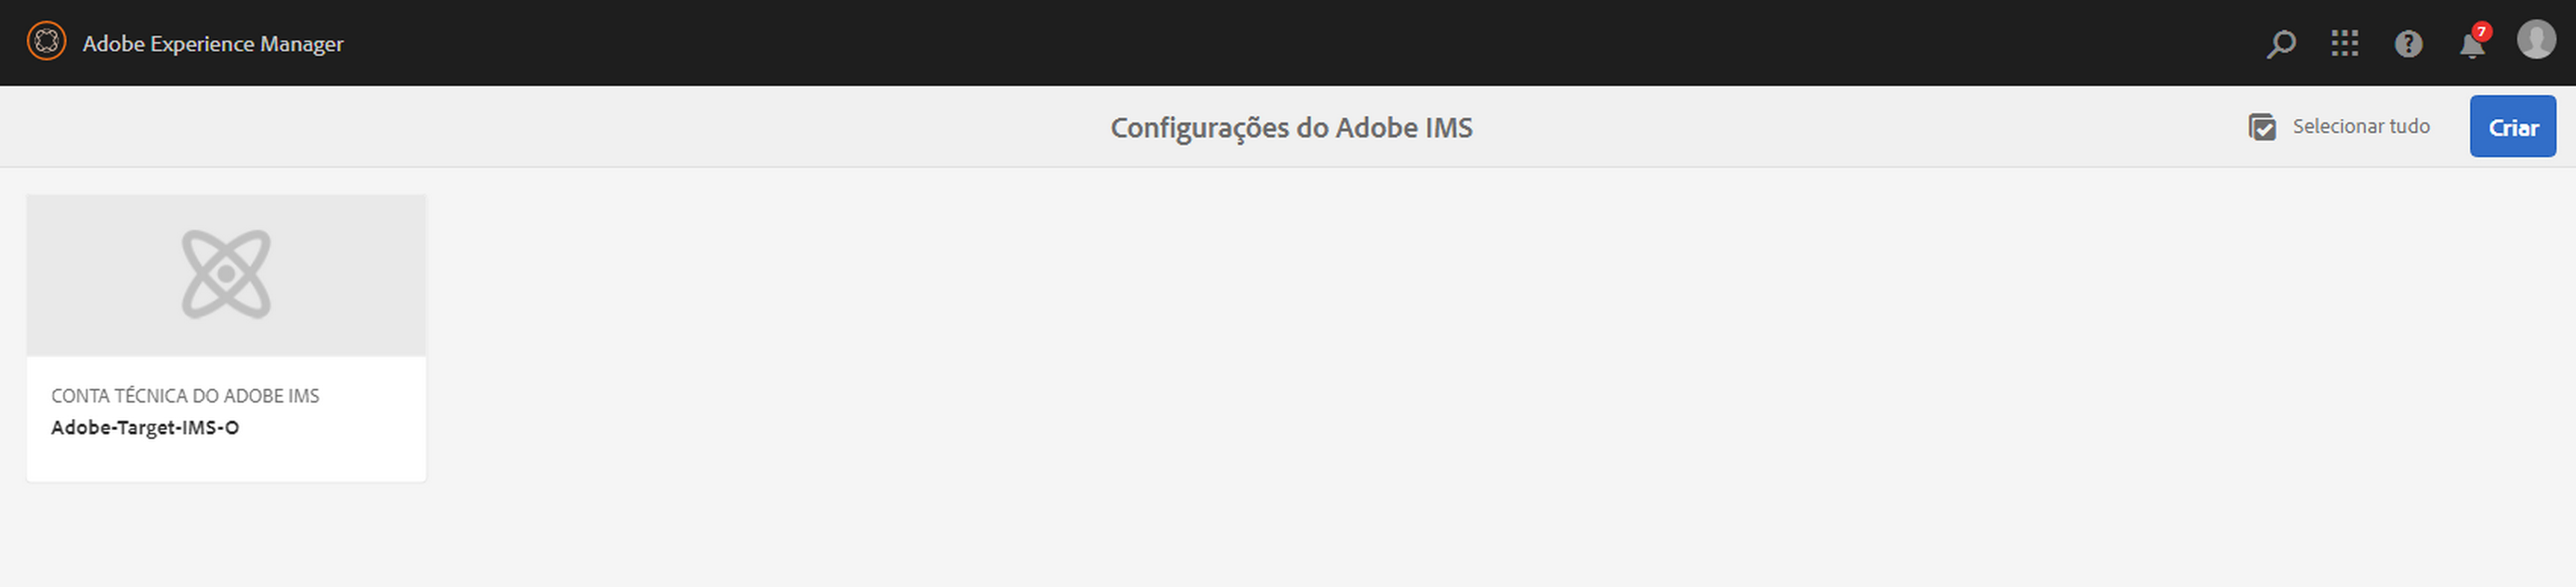 Adobe Experience Manager
?
7
Configurações do Adobe IMS
Selecionar tudo
Criar
CONTA TÉCNICA DO ADOBE IMS
Adobe-Target-IMS-O